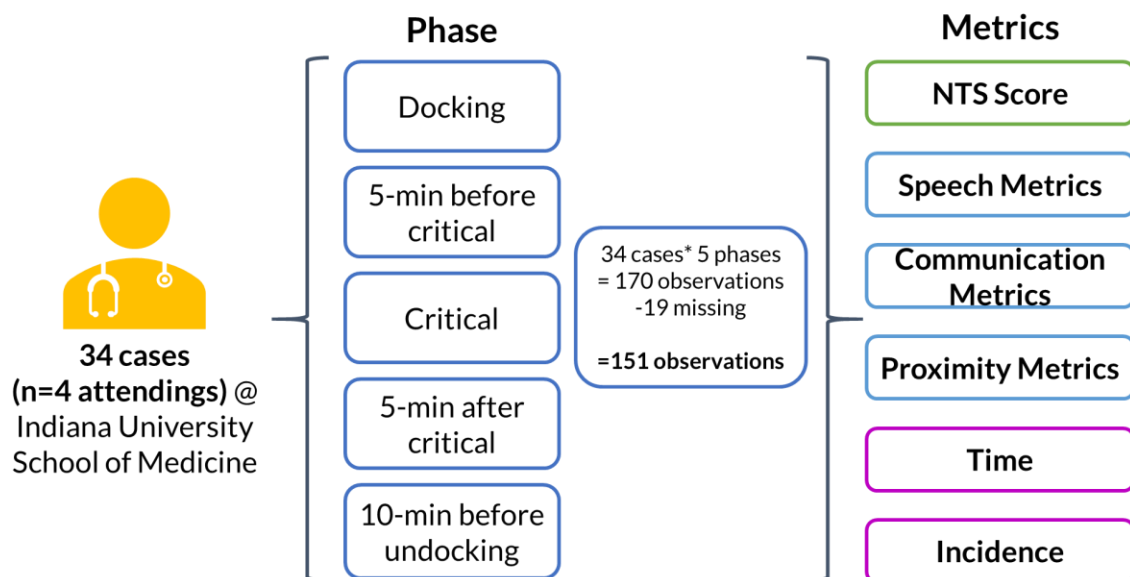 Phase
Metrics
34 cases
(n=4 attendings) @
Indiana University
School of Medicine
Docking
5-min before
critical
Critical
5-min after
critical
10-min before
undocking
34 cases* 5 phases
= 170 observations
-19 missing
=151 observations
NTS Score
Speech Metrics
Communication
Metrics
Proximity Metrics
Time
Incidence